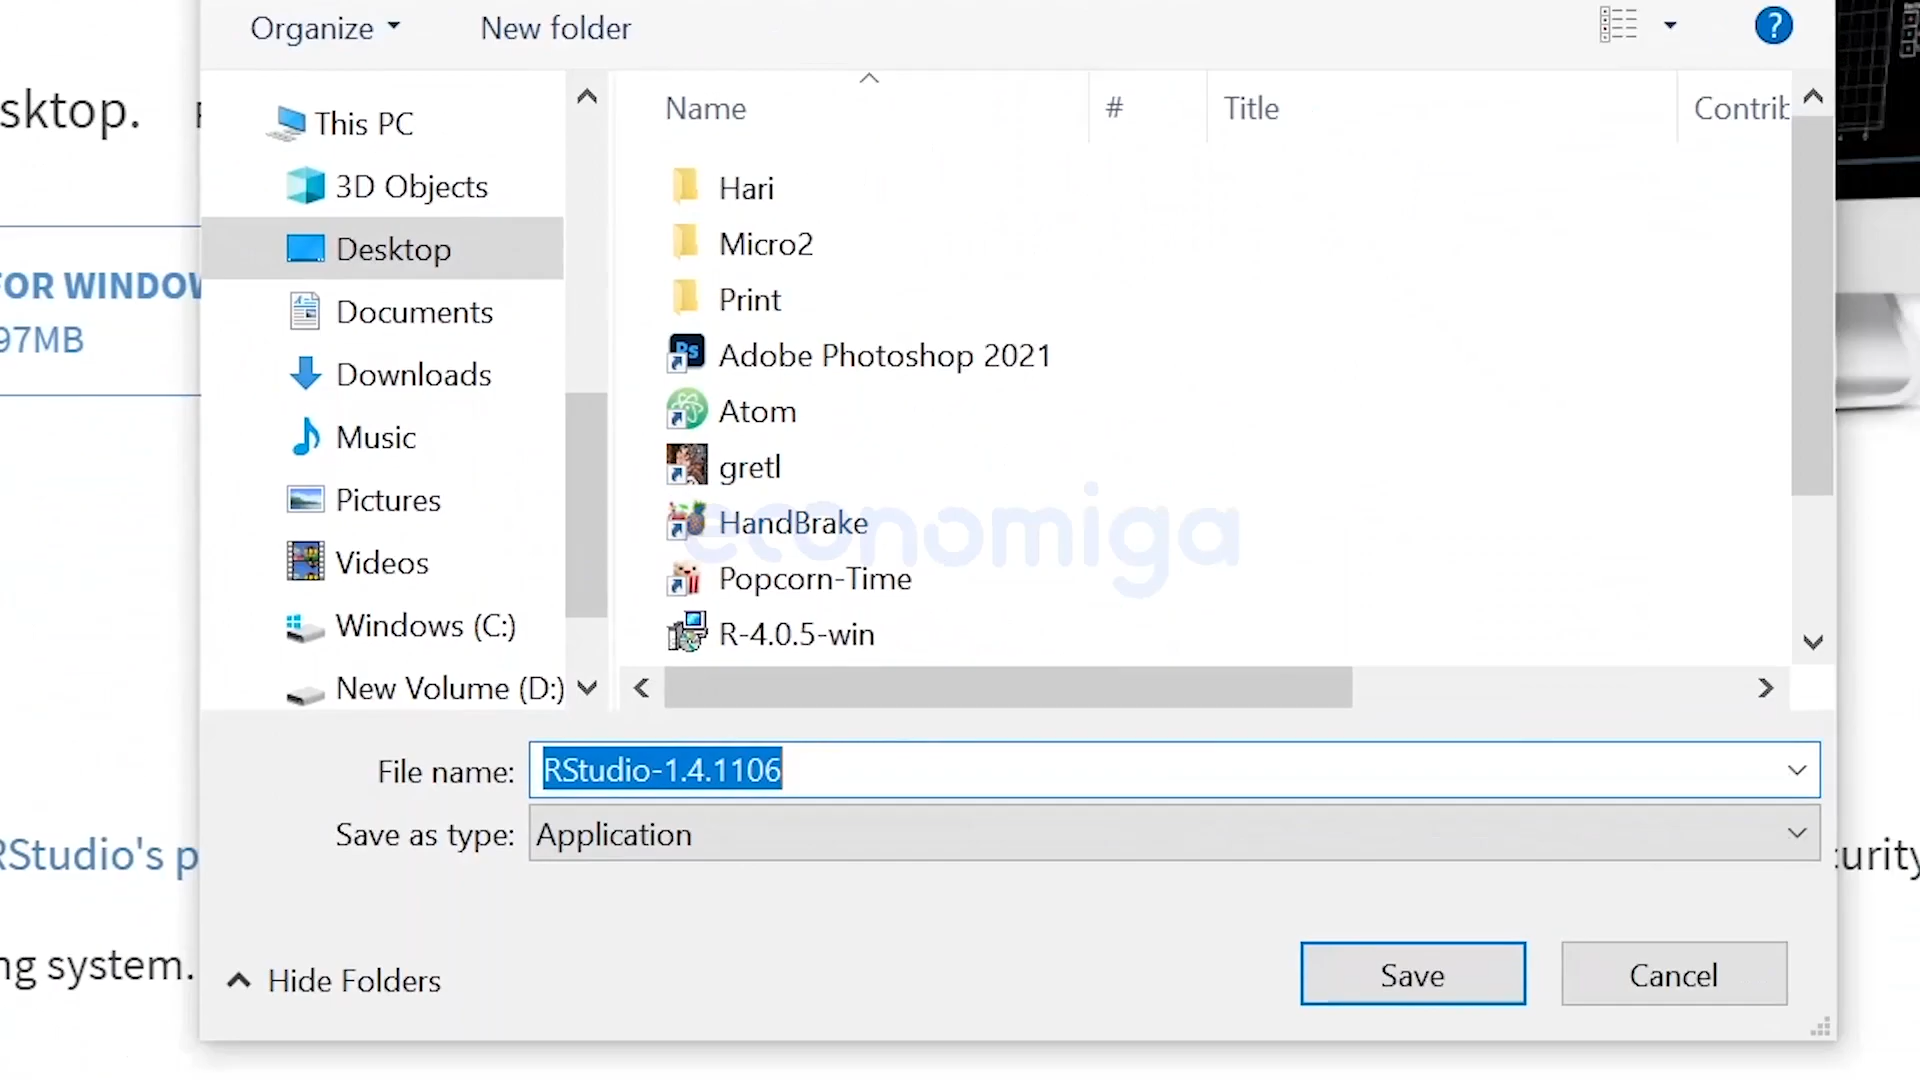 Organize
New folder
?
sktop.
This PC
3D Objects
Desktop
Documents
Downloads
Music
Pictures
Videos
Windows (C:)
New Volume (D:)
Name
#
Title
Contrib
Hari
Micro2
Print
Adobe Photoshop 2021
Atom
gretl
HandBrake
Popcorn-Time
R-4.0.5-win
economiga
FOR WINDOW
97MB
File name:
RStudio-1.4.1106
Save as type:
Application
RStudio's p
curity
ng system.
Hide Folders
Save
Cancel